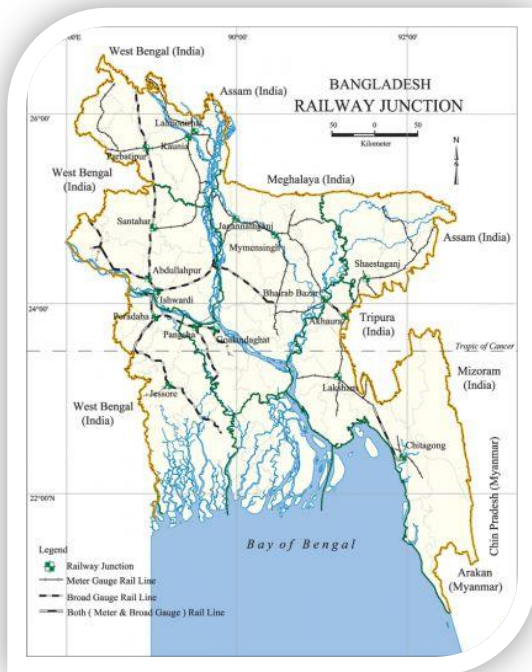 00'E
90°00'
92°00'
West Bengal (India)
Assam (India)
BANGLADESH
RAILWAY JUNCTION
26°00'
50
0
50
Kilometer
N
Lalmonirhat
Kaunia
Parbatipur
West Bengal
(India)
Meghalaya (India)
Santahar
Jagannathganj
Mymensingh
Assam (India)
Shaestaganj
Abdullahpur
Ishwardi
Bhairab Bazar
24°00'
Poradaha
Pangsha
Goalandaghat
Akhaura
Tripura
(India)
Tropic of Cancer
Mizoram
(India)
West Bengal
(India)
Jessore
Laksham
Chitagong
22°00'N
Chin Pradesh (Myanmar)
Bay of Bengal
Legend
Railway Junction
Meter Gauge Rail Line
Broad Gauge Rail Line
Both ( Meter & Broad Gauge ) Rail Line
Arakan
(Myanmar)